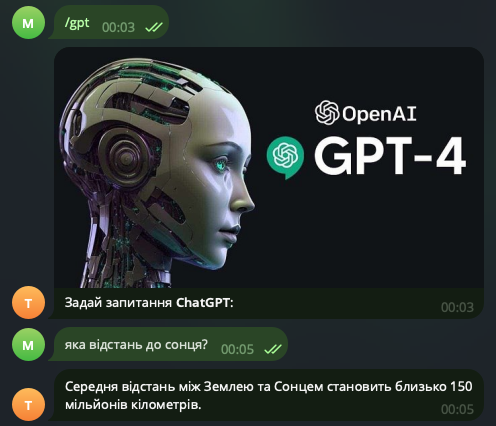 M
/gpt 00:03
OpenAI
GPT-4
T
Задай запитання ChatGPT:
00:03
M
яка відстань до сонця? 00:05
T
Середня відстань між Землею та Сонцем становить близько 150
мільйонів кілометрів.
00:05